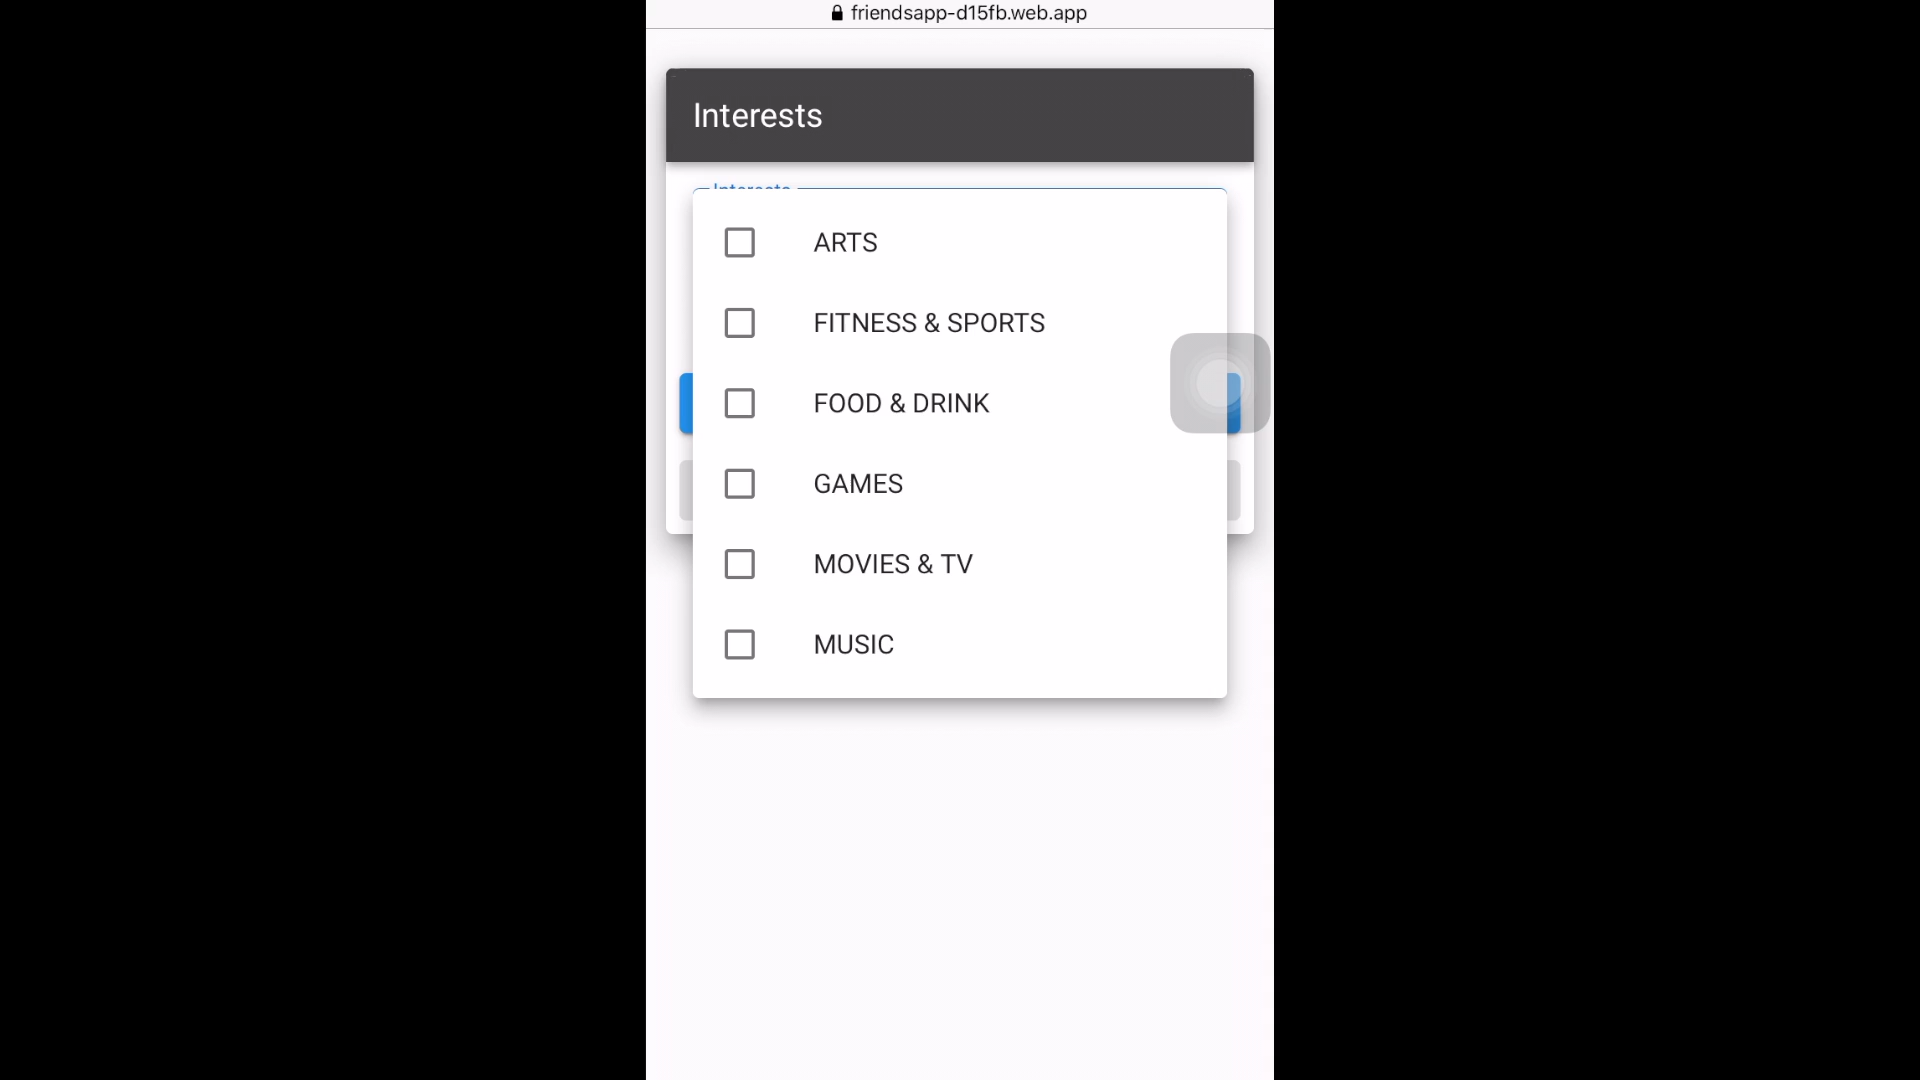 friendsapp-d15fb.web.app
Interests
Interests
ARTS
FITNESS & SPORTS
FOOD & DRINK
GAMES
MOVIES & TV
MUSIC